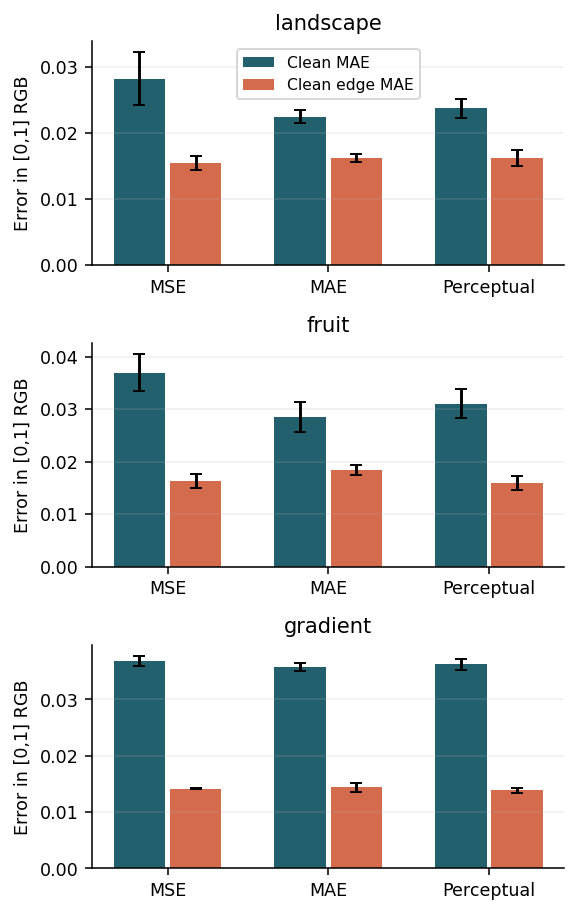 landscape
Error in [0,1] RGB
0.03
0.02
0.01
0.00
Clean MAE
Clean edge MAE
MSE
MAE
Perceptual
fruit
Error in [0,1] RGB
0.04
0.03
0.02
0.01
0.00
MSE
MAE
Perceptual
gradient
Error in [0,1] RGB
0.03
0.02
0.01
0.00
MSE
MAE
Perceptual